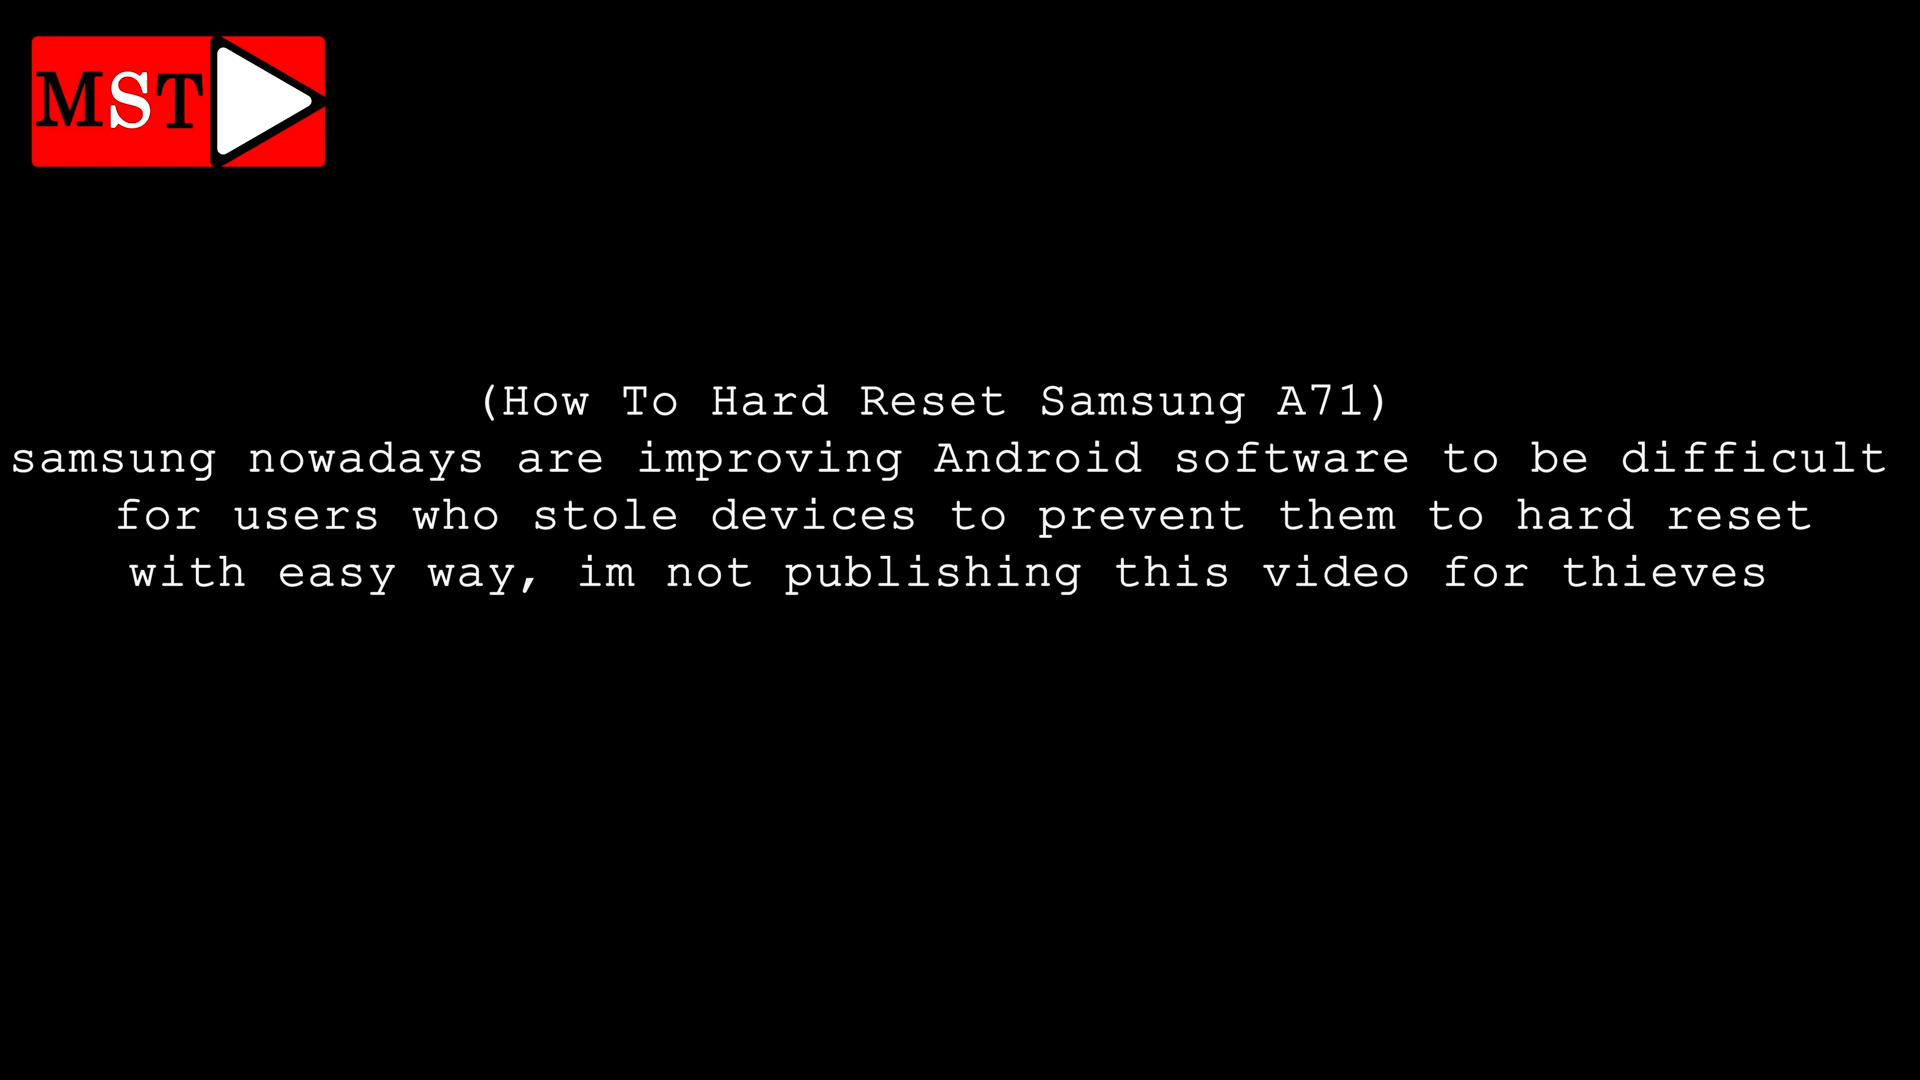 MST
(How To Hard Reset Samsung A71)
samsung nowadays are improving Android software to be difficult
for users who stole devices to prevent them to hard reset
with easy way, im not publishing this video for thieves